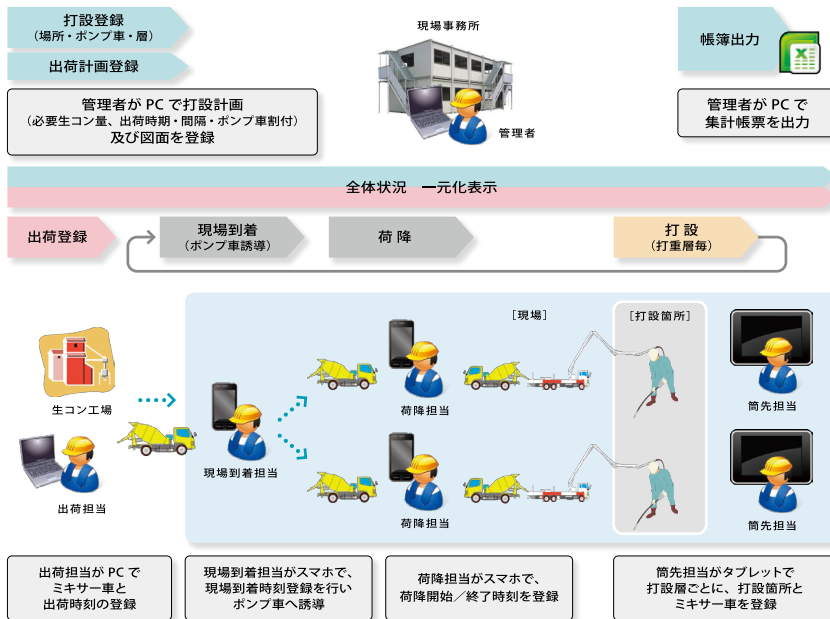 打設登録
（場所・ポンプ車・層）
出荷計画登録
管理者が PC で打設計画
（必要生コン量、出荷時期・間隔・ポンプ車割付）
及び図面を登録
現場事務所
管理者
帳簿出力
管理者が PC で
集計帳票を出力
全体状況　一元化表示
出荷登録
現場到着
（ポンプ車誘導）
荷 降
打 設
（打重層毎）
［現場］
［打設箇所］
生コン工場
出荷担当
現場到着担当
荷降担当
荷降担当
筒先担当
筒先担当
出荷担当が PC で
ミキサー車と
出荷時刻の登録
現場到着担当がスマホで、
現場到着時刻登録を行い
ポンプ車へ誘導
荷降担当がスマホで、
荷降開始／終了時刻を登録
筒先担当がタブレットで
打設層ごとに、打設箇所と
ミキサー車を登録